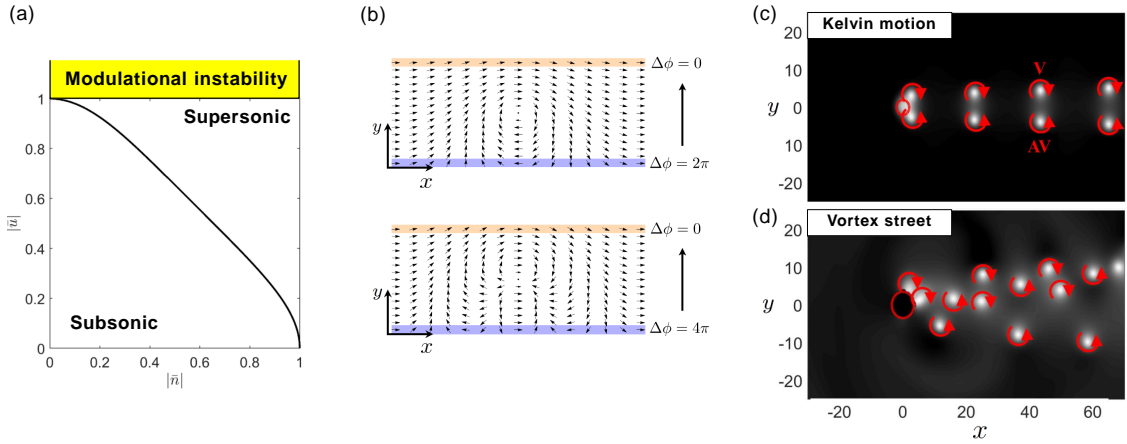 (a)
Modulational instability
Supersonic
Subsonic
1
0.8
0.6
0.4
0.2
0
|ū|
0 0.2 0.4 0.6 0.8 1
|n̄|
(b)
Δϕ = 0
y
x
Δϕ = 2π
Δϕ = 0
y
x
Δϕ = 4π
(c)
Kelvin motion
20
10
0
10
-20
y
V
AV
(d)
Vortex street
20
10
0
10
-20
y
-20 0 20 40 60
x